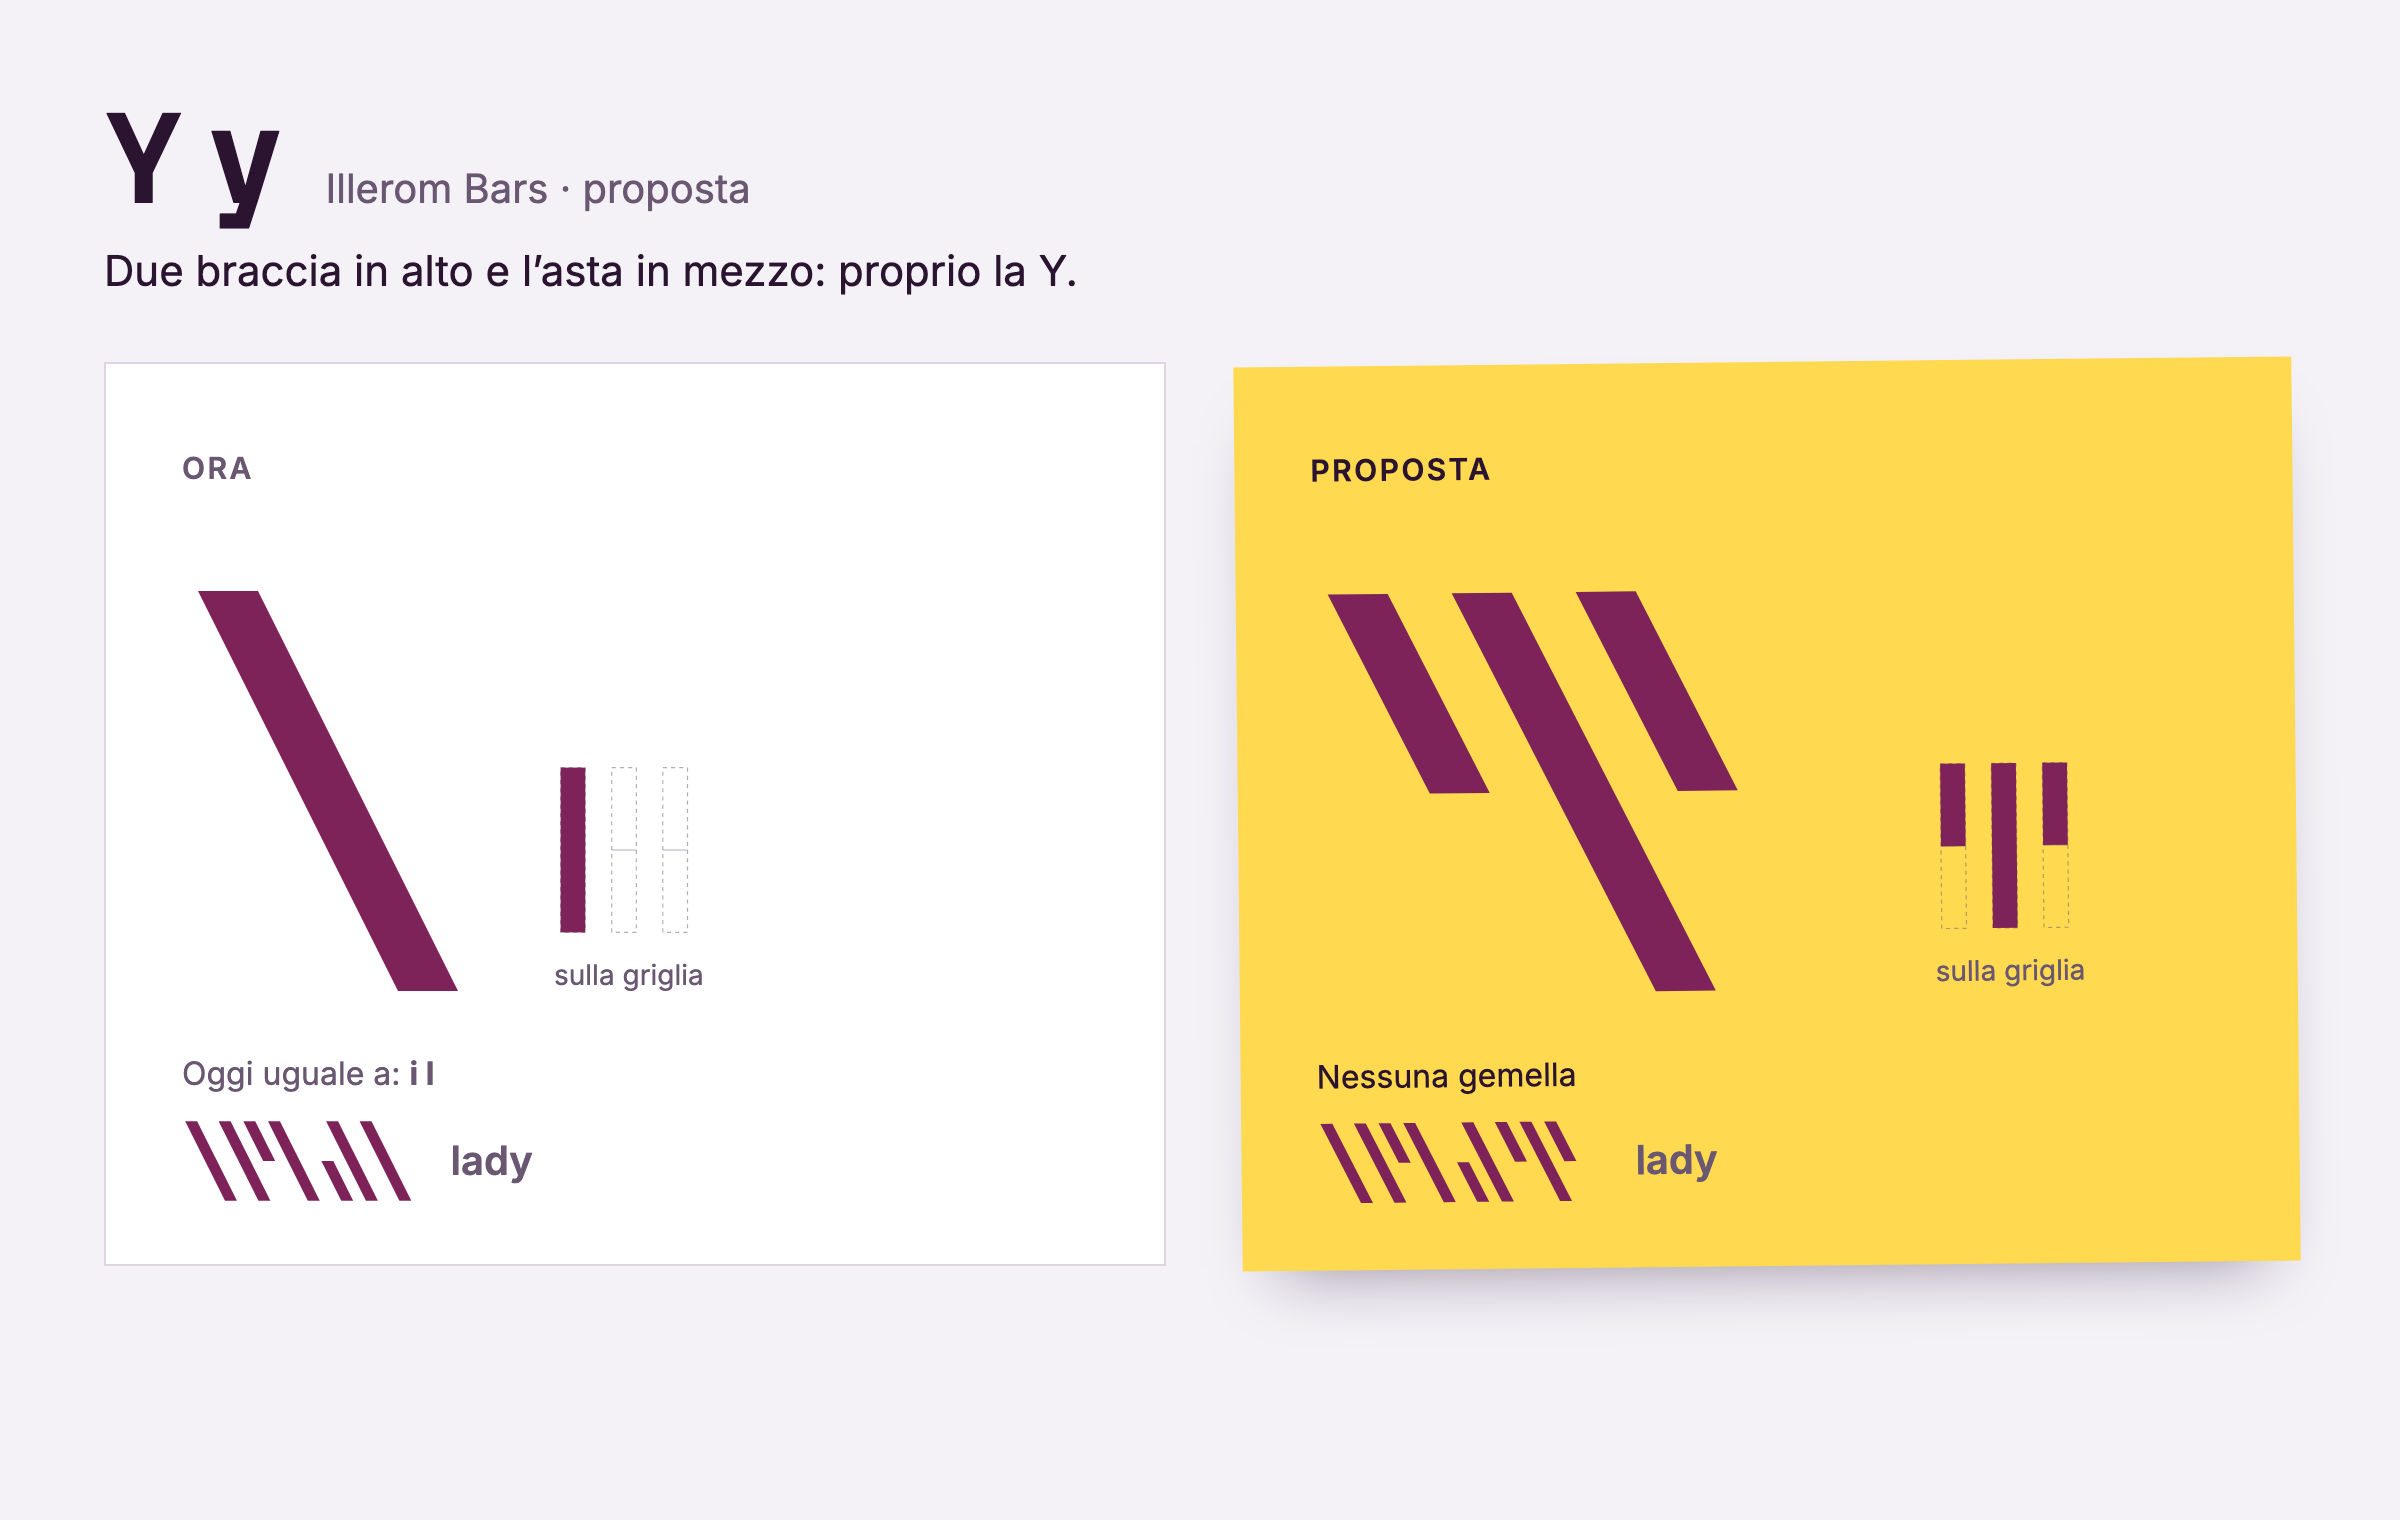 Y y Illerom Bars · proposta
Due braccia in alto e l’asta in mezzo: proprio la Y.
ORA
sulla griglia
Oggi uguale a: i l
lady
PROPOSTA
sulla griglia
Nessuna gemella
lady